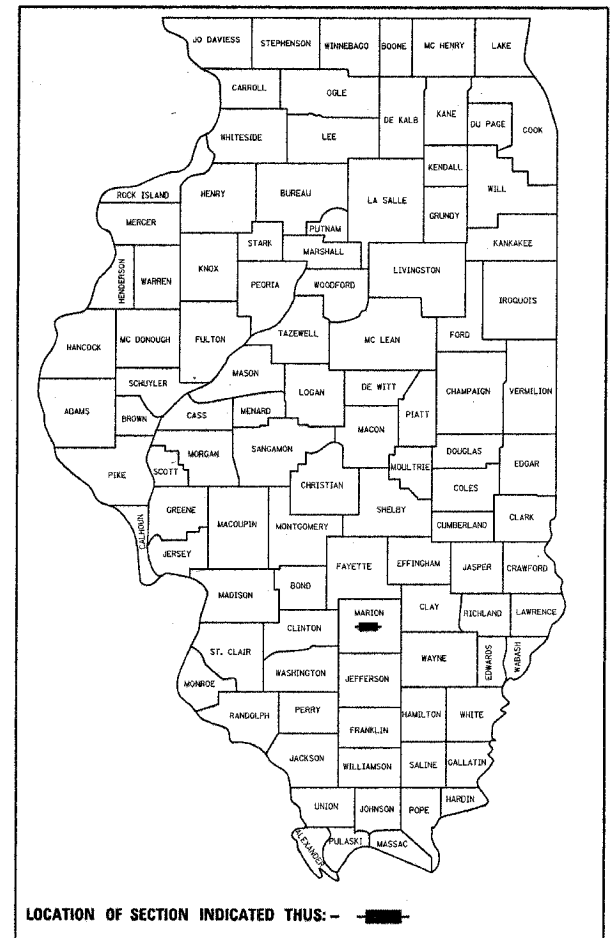 JO DAVIESS STEPHENSON WINNEBAGO BOONE MC HENRY LAKE
CARROLL OGLE DE KALB KANE DU PAGE COOK
WHITESIDE LEE KENDALL WILL
ROCK ISLAND HENRY BUREAU LA SALLE GRUNDY
MERCER PUTNAM KANKAKEE
STARK MARSHALL
HENDERSON WARREN KNOX PEORIA WOODFORD LIVINGSTON IROQUOIS
HANCOCK MC DONOUGH FULTON TAZEWELL MC LEAN FORD
SCHUYLER MASON LOGAN DE WITT CHAMPAIGN VERMILION
ADAMS BROWN CASS MENARD MACON PIATT
PIKE SCOTT MORGAN SANGAMON MOULTRIE DOUGLAS EDGAR
CHRISTIAN COLES
CALHOUN GREENE MACOUPIN MONTGOMERY SHELBY CUMBERLAND CLARK
JERSEY FAYETTE EFFINGHAM JASPER CRAWFORD
MADISON BOND
MARION CLAY RICHLAND LAWRENCE
CLINTON
ST. CLAIR WAYNE EDWARDS WABASH
WASHINGTON JEFFERSON
MONROE
RANDOLPH PERRY HAMILTON WHITE
FRANKLIN
JACKSON WILLIAMSON SALINE GALLATIN
UNION JOHNSON POPE HARDIN
ALEXANDER PULASKI MASSAC
LOCATION OF SECTION INDICATED THUS: -